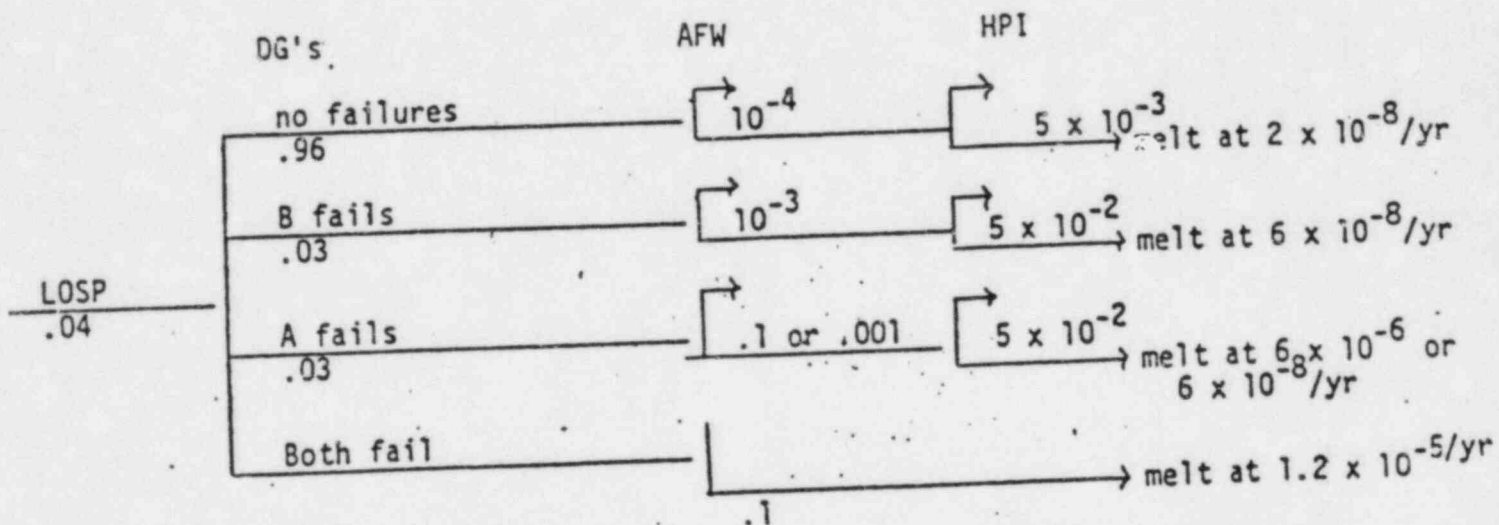 DG's
AFW
HPI
no failures
.96
10⁻⁴
5 x 10⁻³
melt at 2 x 10⁻⁸/yr
B fails
.03
10⁻³
5 x 10⁻²
melt at 6 x 10⁻⁸/yr
LOSP
.04
A fails
.03
.1 or .001
5 x 10⁻²
melt at 6 x 10⁻⁶ or
6 x 10⁻⁸/yr
Both fail
.1
melt at 1.2 x 10⁻⁵/yr